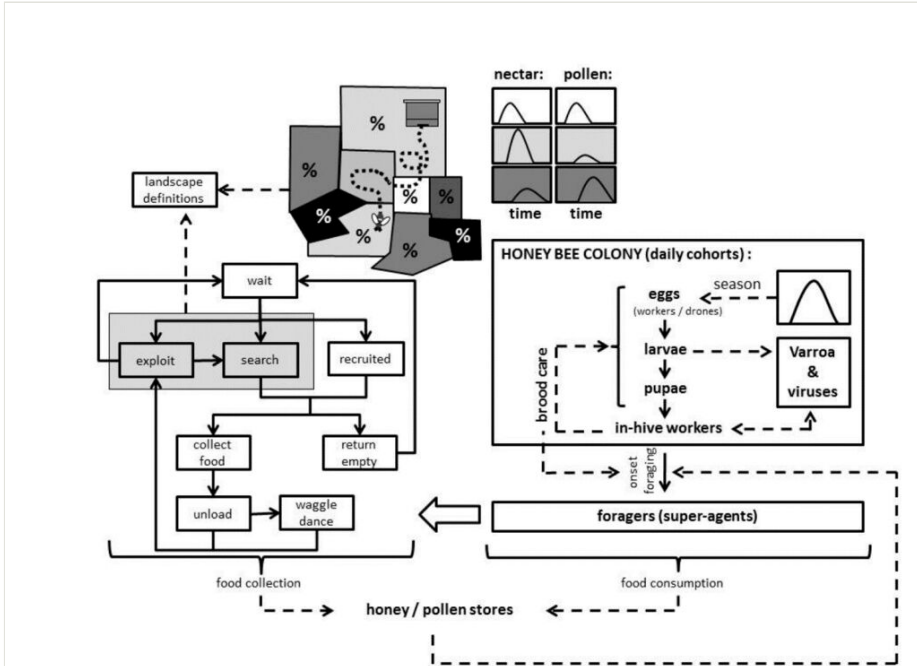 nectar: pollen:
%
%
%
%
%
%
%
%
time time
landscape
definitions
wait
exploit
search
recruited
collect
food
return
empty
unload
waggle
dance
food collection
HONEY BEE COLONY (daily cohorts) :
eggs
(workers / drones)
season
larvae
pupae
in-hive workers
Varroa
&
viruses
brood care
onset
foraging
foragers (super-agents)
food consumption
honey / pollen stores